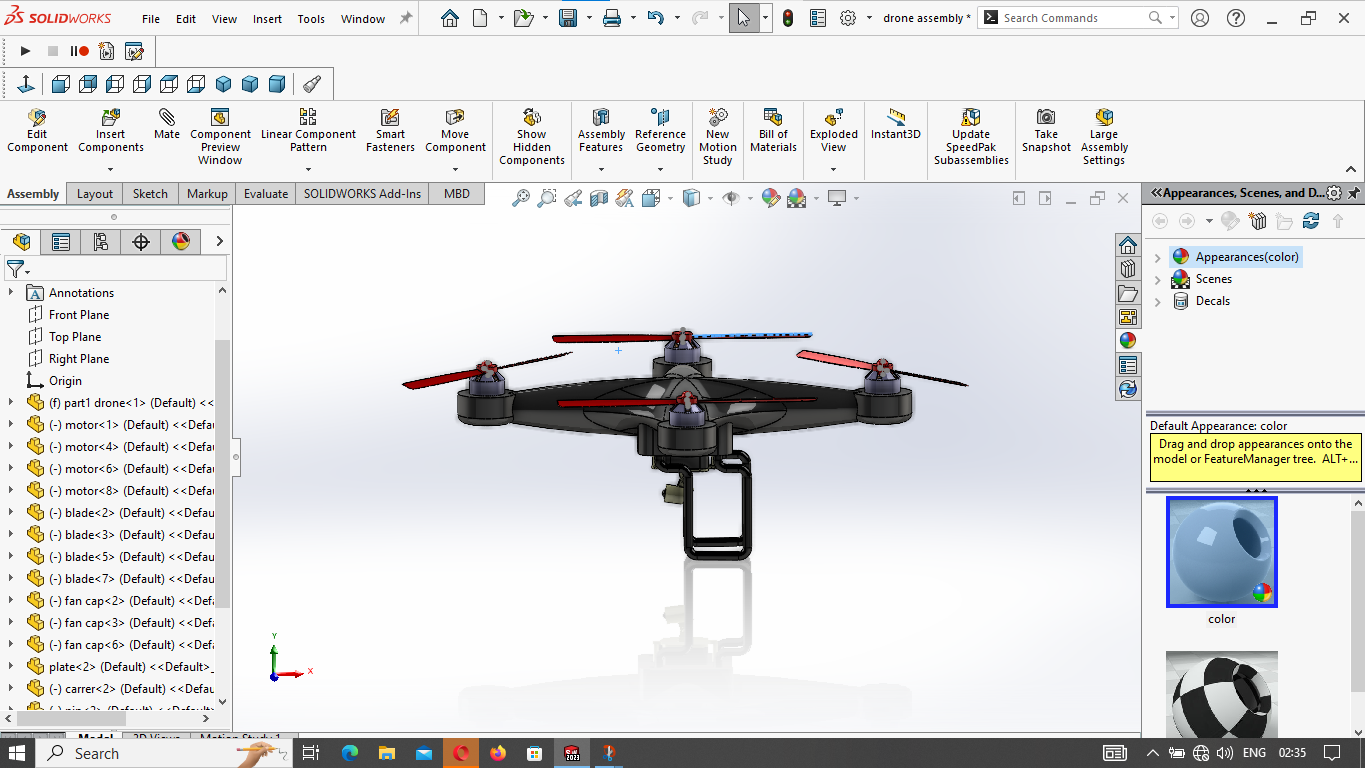 SOLIDWORKS
File Edit View Insert Tools Window
drone assembly *
Search Commands
Edit Component
Insert Components
Mate
Component Preview Window
Linear Component Pattern
Smart Fasteners
Move Component
Show Hidden Components
Assembly Features
Reference Geometry
New Motion Study
Bill of Materials
Exploded View
Instant3D
Update SpeedPak Subassemblies
Take Snapshot
Large Assembly Settings
Assembly Layout Sketch Markup Evaluate SOLIDWORKS Add-Ins MBD
Annotations
Front Plane
Top Plane
Right Plane
Origin
(f) part1 drone<1> (Default) <<
(-) motor<1> (Default) <<Defau
(-) motor<4> (Default) <<Defau
(-) motor<6> (Default) <<Defau
(-) motor<8> (Default) <<Defau
(-) blade<2> (Default) <<Defau
(-) blade<3> (Default) <<Defau
(-) blade<5> (Default) <<Defau
(-) blade<7> (Default) <<Defau
(-) fan cap<2> (Default) <<Def
(-) fan cap<3> (Default) <<Def
(-) fan cap<6> (Default) <<Def
plate<2> (Default) <<Default>_
(-) carrer<2> (Default) <<Defau
Y
X
Model 3D Views Motion Study 1
Appearances, Scenes, and D...
Appearances(color)
Scenes
Decals
Default Appearance: color
Drag and drop appearances onto the
model or FeatureManager tree. ALT+...
color
Search
2023
ENG 02:35